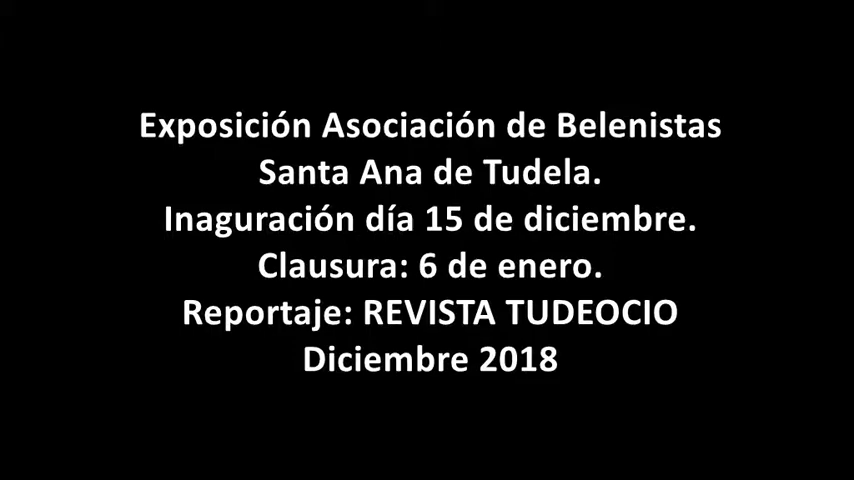 Exposición Asociación de Belenistas
Santa Ana de Tudela.
Inaguración día 15 de diciembre.
Clausura: 6 de enero.
Reportaje: REVISTA TUDEOCIO
Diciembre 2018